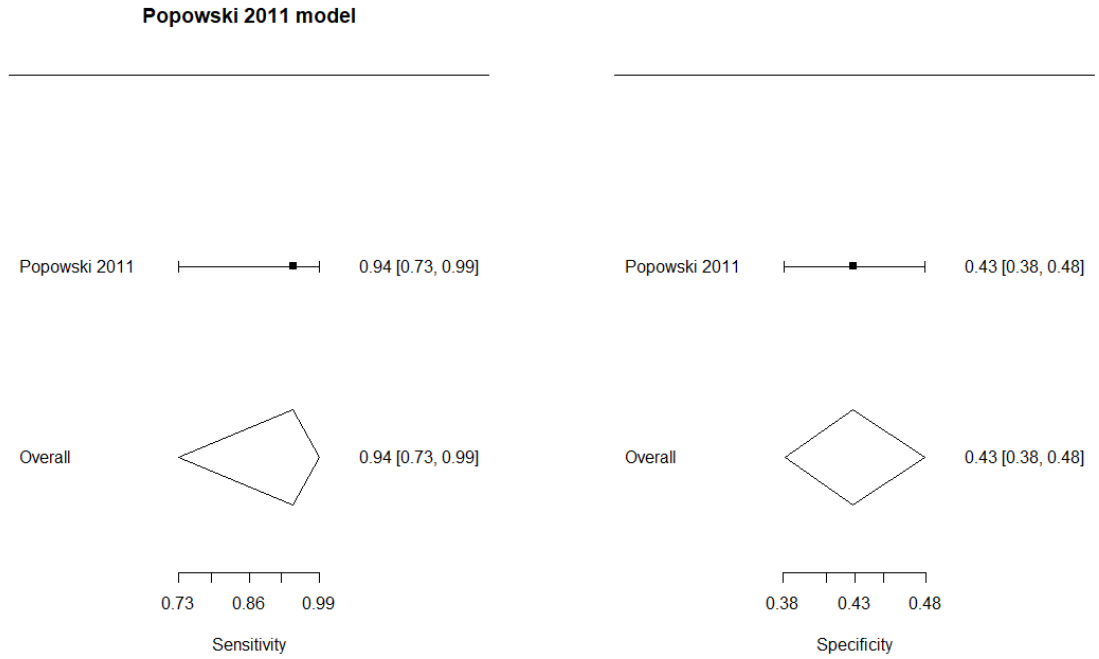 Popowski 2011 model
Popowski 2011 0.94 [0.73, 0.99] Popowski 2011 0.43 [0.38, 0.48]
Overall 0.94 [0.73, 0.99] Overall 0.43 [0.38, 0.48]
0.73 0.86 0.99 0.38 0.43 0.48
Sensitivity Specificity